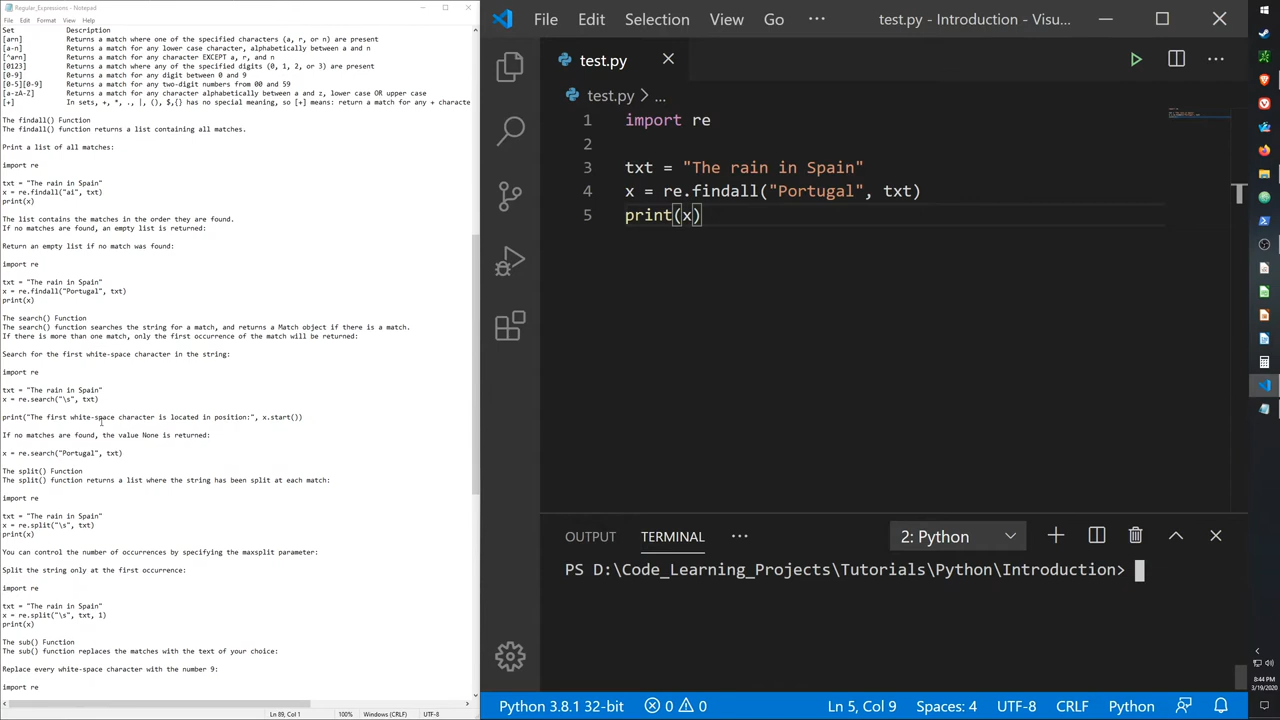 Regular_Expressions - Notepad
File Edit Format View Help
Set Description
[arn] Returns a match where one of the specified characters (a, r, or n) are present
[a-n] Returns a match for any lower case character, alphabetically between a and n
[^arn] Returns a match for any character EXCEPT a, r, and n
[0123] Returns a match where any of the specified digits (0, 1, 2, or 3) are present
[0-9] Returns a match for any digit between 0 and 9
[0-5][0-9] Returns a match for any two-digit numbers from 00 and 59
[a-zA-Z] Returns a match for any character alphabetically between a and z, lower case OR upper case
[+] In sets, +, *, ., |, (), $,{} has no special meaning, so [+] means: return a match for any + characte
The findall() Function
The findall() function returns a list containing all matches.
Print a list of all matches:
import re
txt = "The rain in Spain"
x = re.findall("ai", txt)
print(x)
The list contains the matches in the order they are found.
If no matches are found, an empty list is returned:
Return an empty list if no match was found:
import re
txt = "The rain in Spain"
x = re.findall("Portugal", txt)
print(x)
The search() Function
The search() function searches the string for a match, and returns a Match object if there is a match.
If there is more than one match, only the first occurrence of the match will be returned:
Search for the first white-space character in the string:
import re
txt = "The rain in Spain"
x = re.search("\s", txt)
print("The first white-space character is located in position:", x.start())
If no matches are found, the value None is returned:
x = re.search("Portugal", txt)
The split() Function
The split() function returns a list where the string has been split at each match:
import re
txt = "The rain in Spain"
x = re.split("\s", txt)
print(x)
You can control the number of occurrences by specifying the maxsplit parameter:
Split the string only at the first occurrence:
import re
txt = "The rain in Spain"
x = re.split("\s", txt, 1)
print(x)
The sub() Function
The sub() function replaces the matches with the text of your choice:
Replace every white-space character with the number 9:
import re
Ln 89, Col 1 100% Windows (CRLF) UTF-8
File Edit Selection View Go ··· test.py - Introduction - Visu...
test.py
test.py > ...
1 import re
2
3 txt = "The rain in Spain"
4 x = re.findall("Portugal", txt)
5 print(x)
OUTPUT TERMINAL ··· 2: Python
PS D:\Code_Learning_Projects\Tutorials\Python\Introduction>
Python 3.8.1 32-bit 0 0 Ln 5, Col 9 Spaces: 4 UTF-8 CRLF Python
8:44 PM
3/19/2020